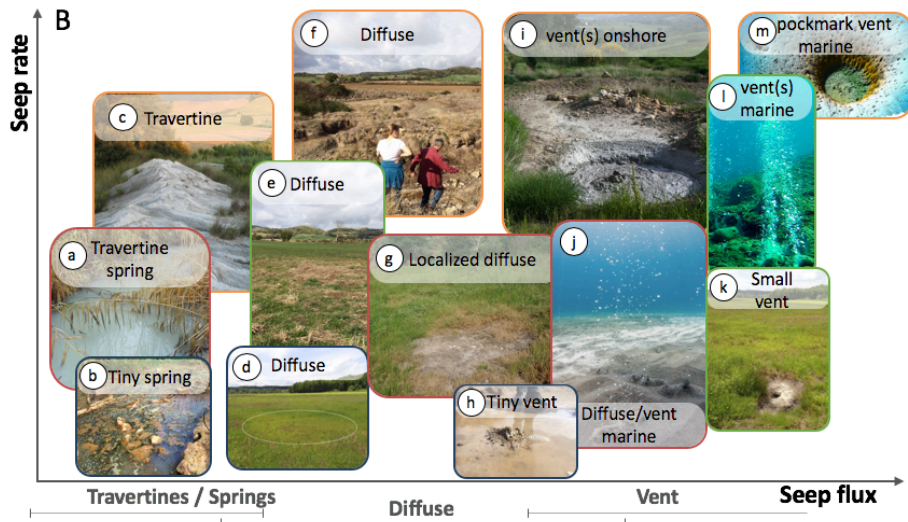 B
Seep rate
f
Diffuse
i
vent(s) onshore
m
pockmark vent
marine
l
vent(s)
marine
c
Travertine
e
Diffuse
a
Travertine
spring
g
Localized diffuse
j
Diffuse/vent
marine
k
Small
vent
b
Tiny spring
d
Diffuse
h
Tiny vent
Travertines / Springs
Diffuse
Vent
Seep flux